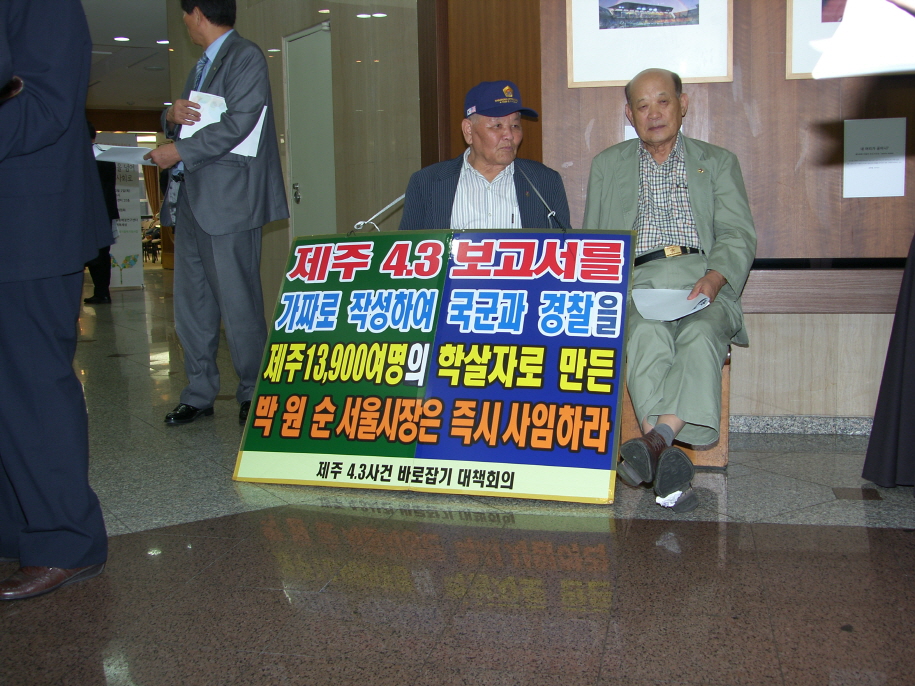 제주 4.3 보고서를
가짜로 작성하여 국군과 경찰을
제주13,900여명의 학살자로 만든
박 원 순 서울시장은 즉시 사임하라
제주 4.3사건 바로잡기 대책회의